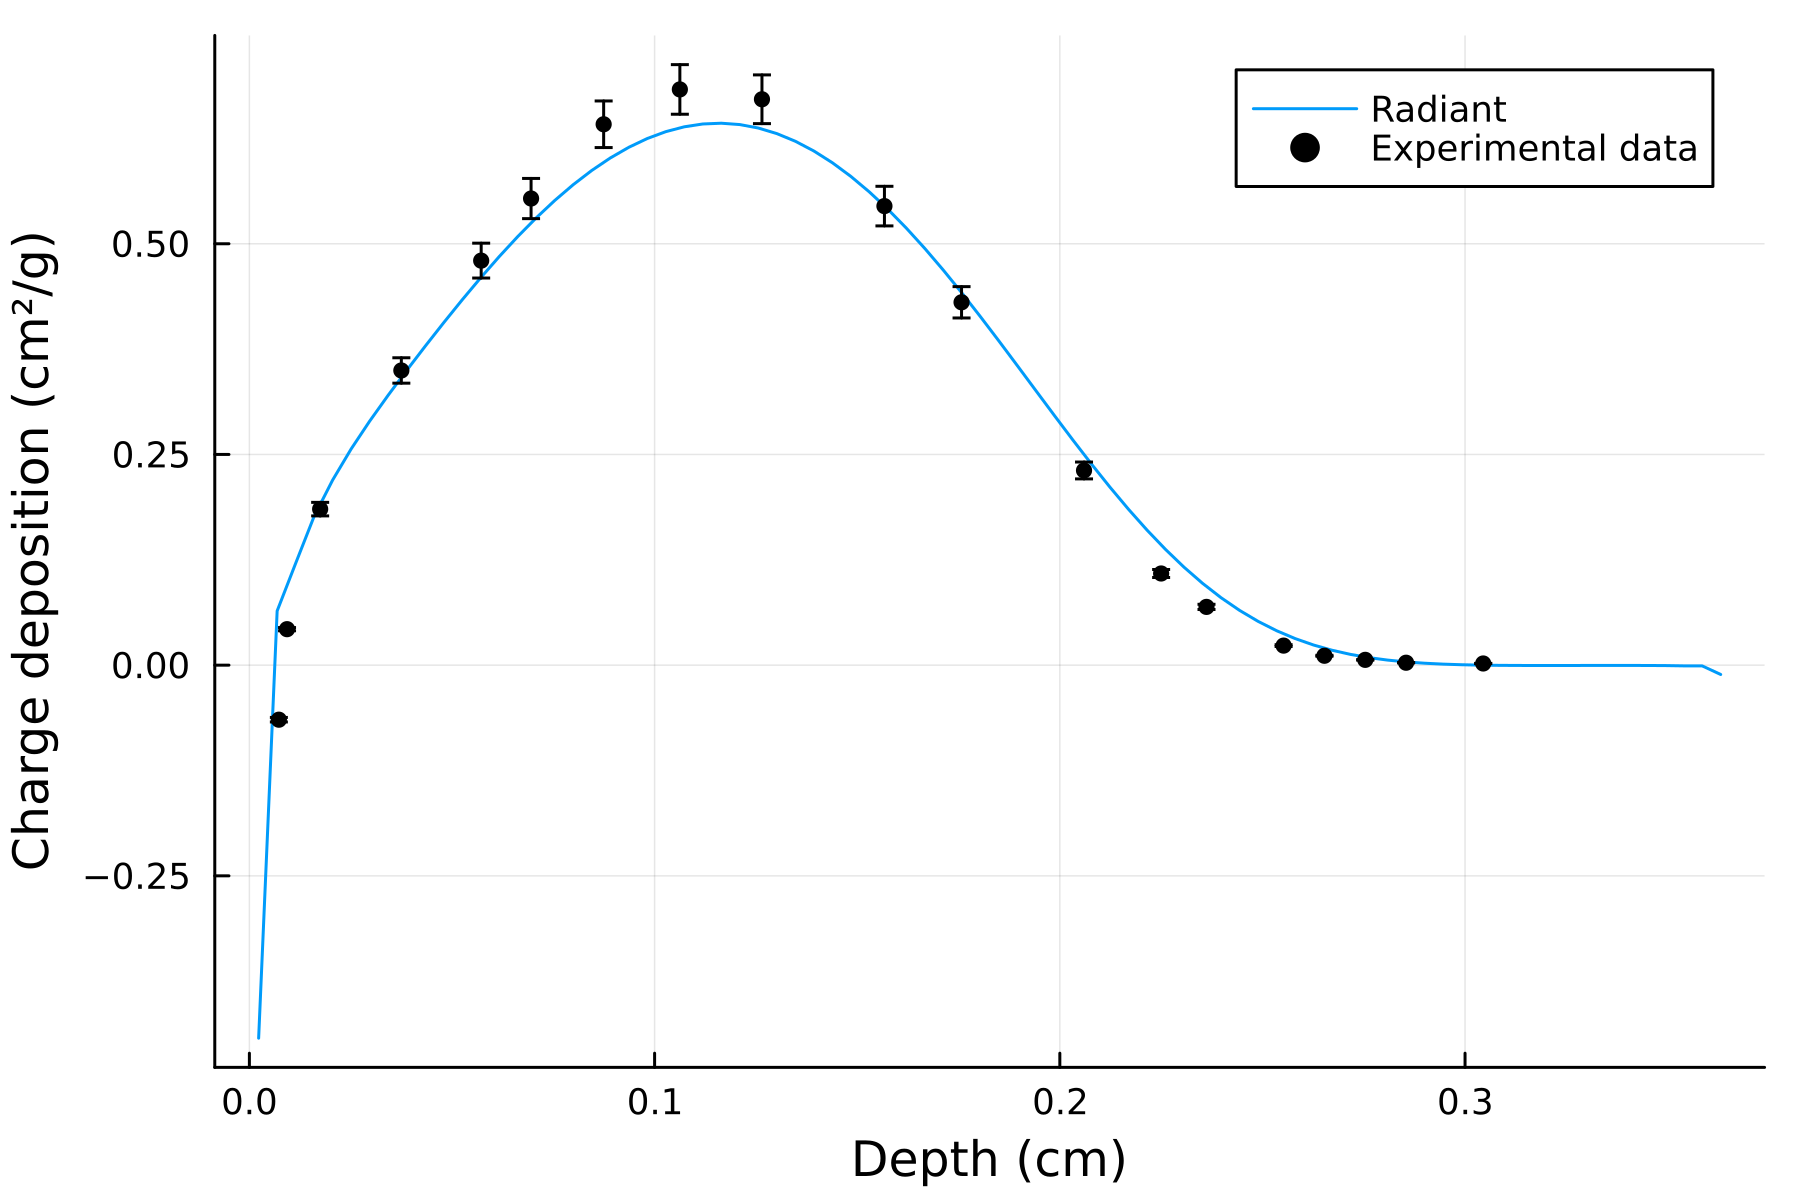 Radiant
Experimental data
Charge deposition (cm²/g)
0.50
0.25
0.00
−0.25
0.0
0.1
0.2
0.3
Depth (cm)